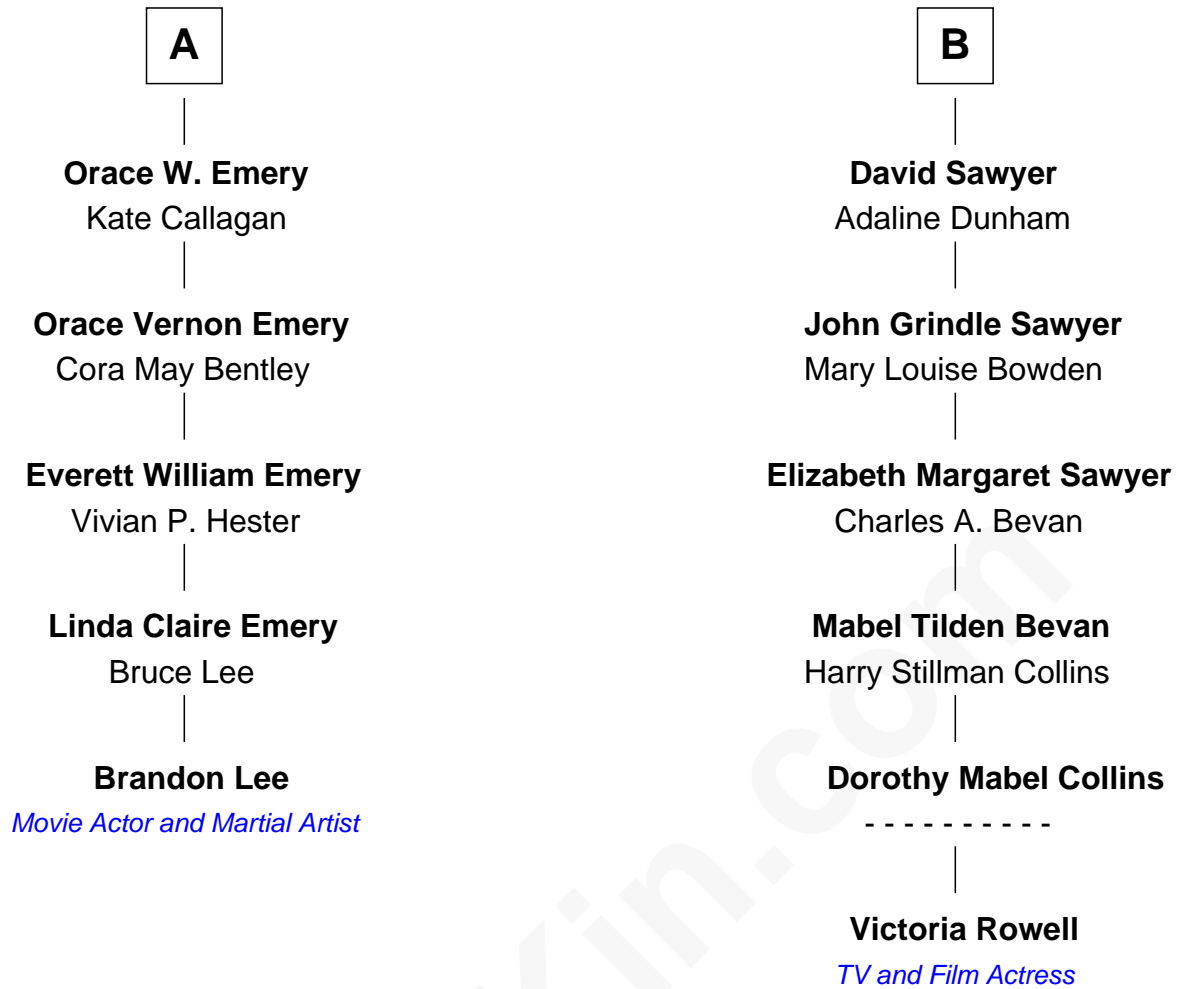 A
Orace W. Emery
Kate Callagan
Orace Vernon Emery
Cora May Bentley
Everett William Emery
Vivian P. Hester
Linda Claire Emery
Bruce Lee
Brandon Lee
Movie Actor and Martial Artist
B
David Sawyer
Adaline Dunham
John Grindle Sawyer
Mary Louise Bowden
Elizabeth Margaret Sawyer
Charles A. Bevan
Mabel Tilden Bevan
Harry Stillman Collins
Dorothy Mabel Collins
- - - - - - - - - -
Victoria Rowell
TV and Film Actress
Kin.com